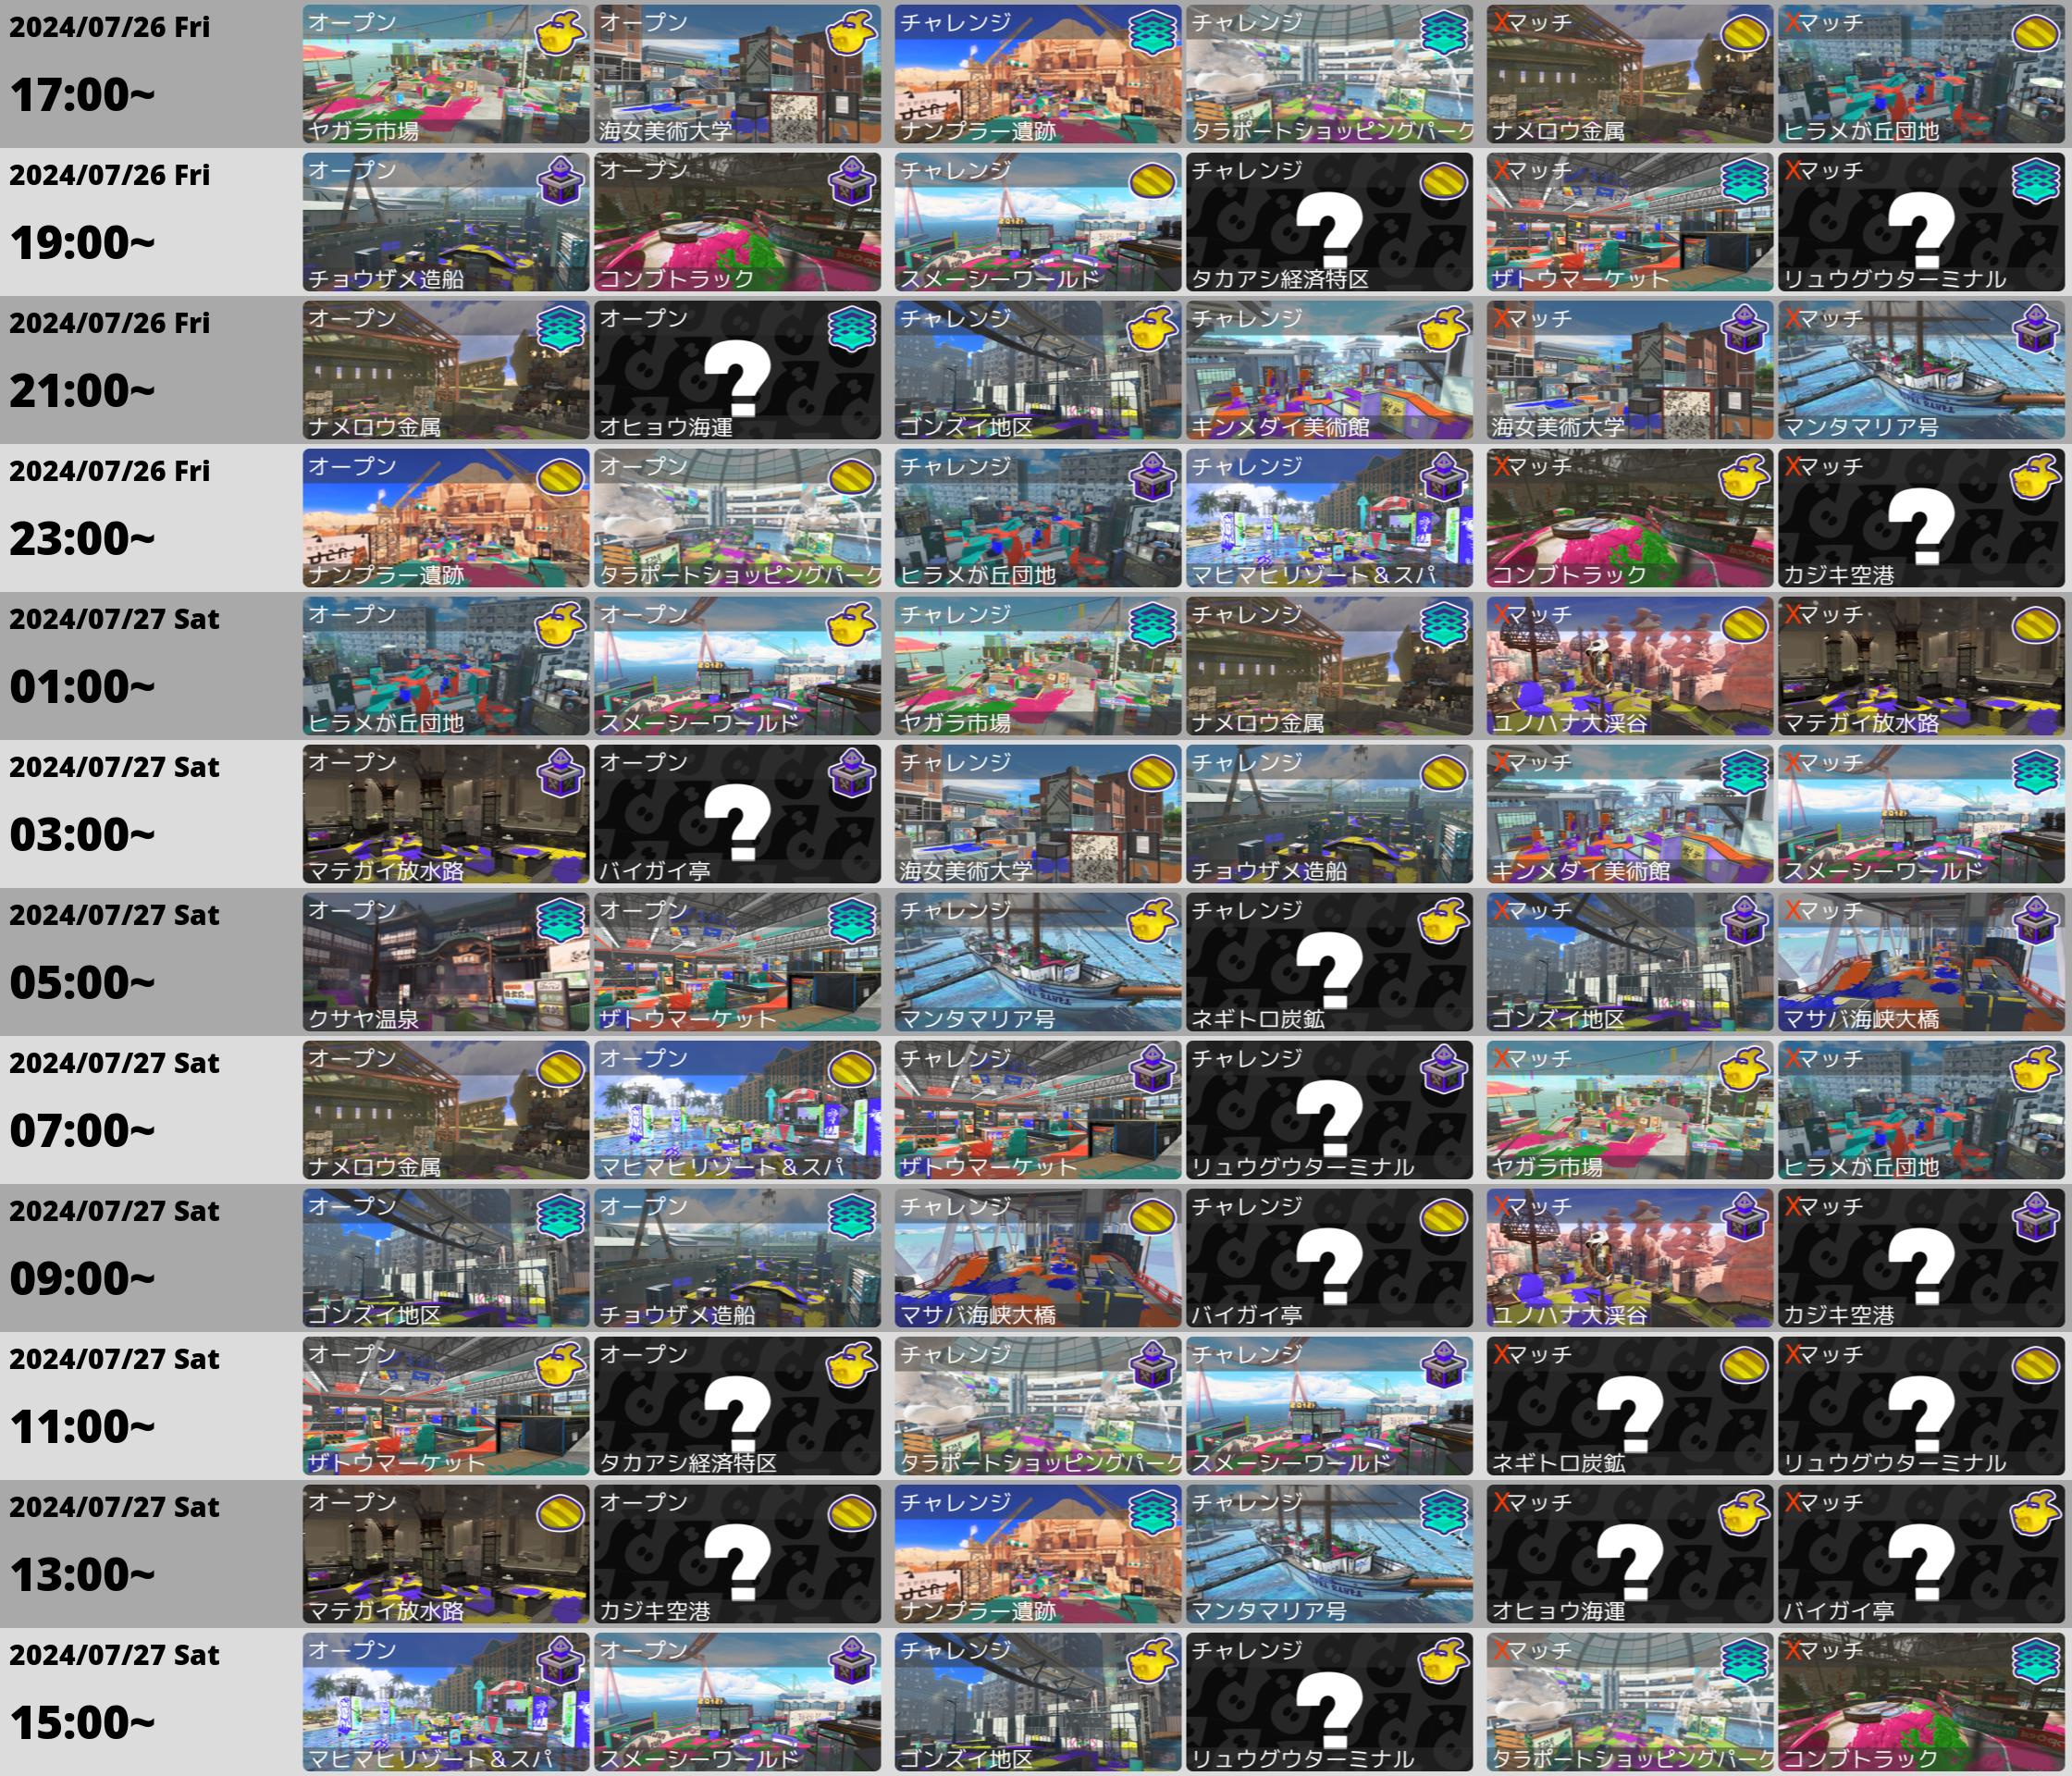 2024/07/26 Fri
17:00~
オープン
ヤガラ市場
オープン
海女美術大学
チャレンジ
ナンプラー遺跡
チャレンジ
タラポートショッピングパーク
Xマッチ
ナメロウ金属
Xマッチ
ヒラメが丘団地
2024/07/26 Fri
19:00~
オープン
チョウザメ造船
オープン
コンブトラック
チャレンジ
スメーシーワールド
チャレンジ
?
タカアシ経済特区
Xマッチ
ザトウマーケット
Xマッチ
?
リュウグウターミナル
2024/07/26 Fri
21:00~
オープン
ナメロウ金属
オープン
?
オヒョウ海運
チャレンジ
ゴンズイ地区
チャレンジ
キンメダイ美術館
Xマッチ
海女美術大学
Xマッチ
マンタマリア号
2024/07/26 Fri
23:00~
オープン
ナンプラー遺跡
オープン
タラポートショッピングパーク
チャレンジ
ヒラメが丘団地
チャレンジ
マヒマヒリゾート＆スパ
Xマッチ
コンブトラック
Xマッチ
?
カジキ空港
2024/07/27 Sat
01:00~
オープン
ヒラメが丘団地
オープン
スメーシーワールド
チャレンジ
ヤガラ市場
チャレンジ
ナメロウ金属
Xマッチ
ユノハナ大渓谷
Xマッチ
マテガイ放水路
2024/07/27 Sat
03:00~
オープン
マテガイ放水路
オープン
?
バイガイ亭
チャレンジ
海女美術大学
チャレンジ
チョウザメ造船
Xマッチ
キンメダイ美術館
Xマッチ
スメーシーワールド
2024/07/27 Sat
05:00~
オープン
クサヤ温泉
オープン
ザトウマーケット
チャレンジ
マンタマリア号
チャレンジ
?
ネギトロ炭鉱
Xマッチ
ゴンズイ地区
Xマッチ
マサバ海峡大橋
2024/07/27 Sat
07:00~
オープン
ナメロウ金属
オープン
マヒマヒリゾート＆スパ
チャレンジ
ザトウマーケット
チャレンジ
?
リュウグウターミナル
Xマッチ
ヤガラ市場
Xマッチ
ヒラメが丘団地
2024/07/27 Sat
09:00~
オープン
ゴンズイ地区
オープン
チョウザメ造船
チャレンジ
マサバ海峡大橋
チャレンジ
?
バイガイ亭
Xマッチ
ユノハナ大渓谷
Xマッチ
?
カジキ空港
2024/07/27 Sat
11:00~
オープン
ザトウマーケット
オープン
?
タカアシ経済特区
チャレンジ
タラポートショッピングパーク
チャレンジ
スメーシーワールド
Xマッチ
?
ネギトロ炭鉱
Xマッチ
?
リュウグウターミナル
2024/07/27 Sat
13:00~
オープン
マテガイ放水路
オープン
?
カジキ空港
チャレンジ
ナンプラー遺跡
チャレンジ
マンタマリア号
Xマッチ
?
オヒョウ海運
Xマッチ
?
バイガイ亭
2024/07/27 Sat
15:00~
オープン
マヒマヒリゾート＆スパ
オープン
スメーシーワールド
チャレンジ
ゴンズイ地区
チャレンジ
?
リュウグウターミナル
Xマッチ
タラポートショッピングパーク
Xマッチ
コンブトラック